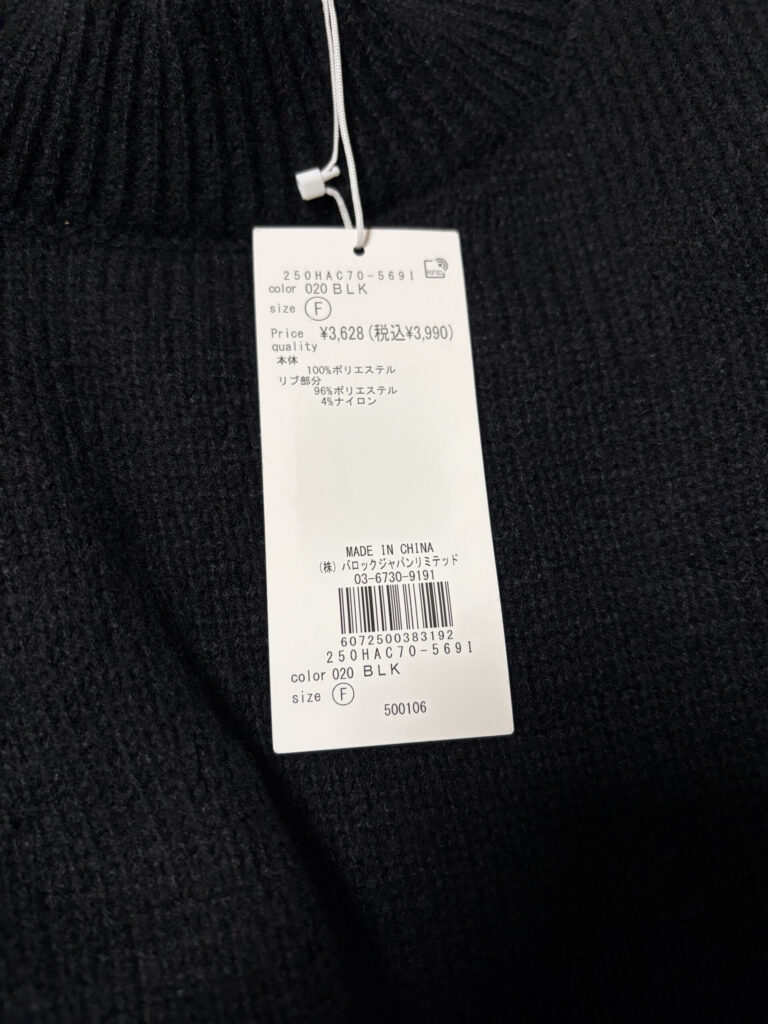 250HAC70-569I
RFID
color 020 BLK
size F
Price ¥3,628(税込¥3,990)
quality
本体
100%ポリエステル
リブ部分
96%ポリエステル
4%ナイロン
MADE IN CHINA
(株)バロックジャパンリミテッド
03-6730-9191
6072500383192
250HAC70-569I
color 020 BLK
size F
500106